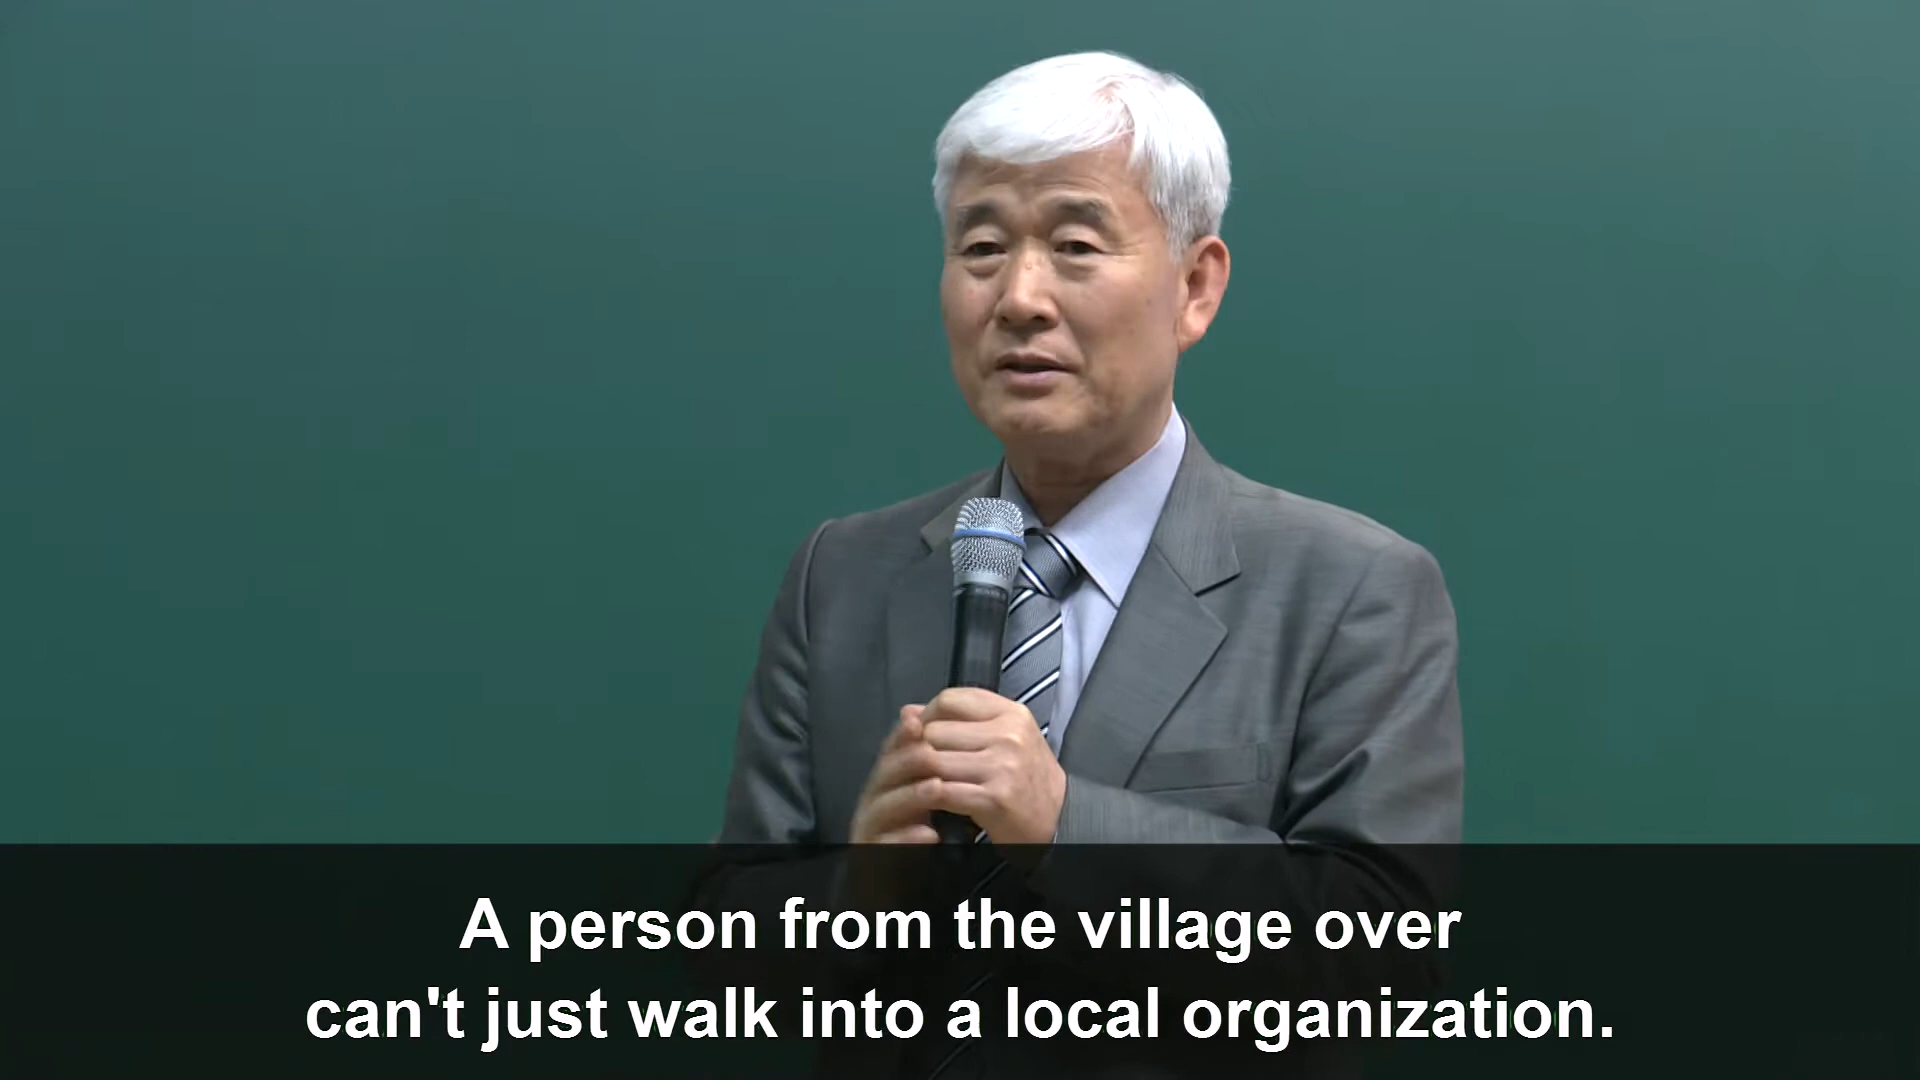 A person from the village over
can't just walk into a local organization.